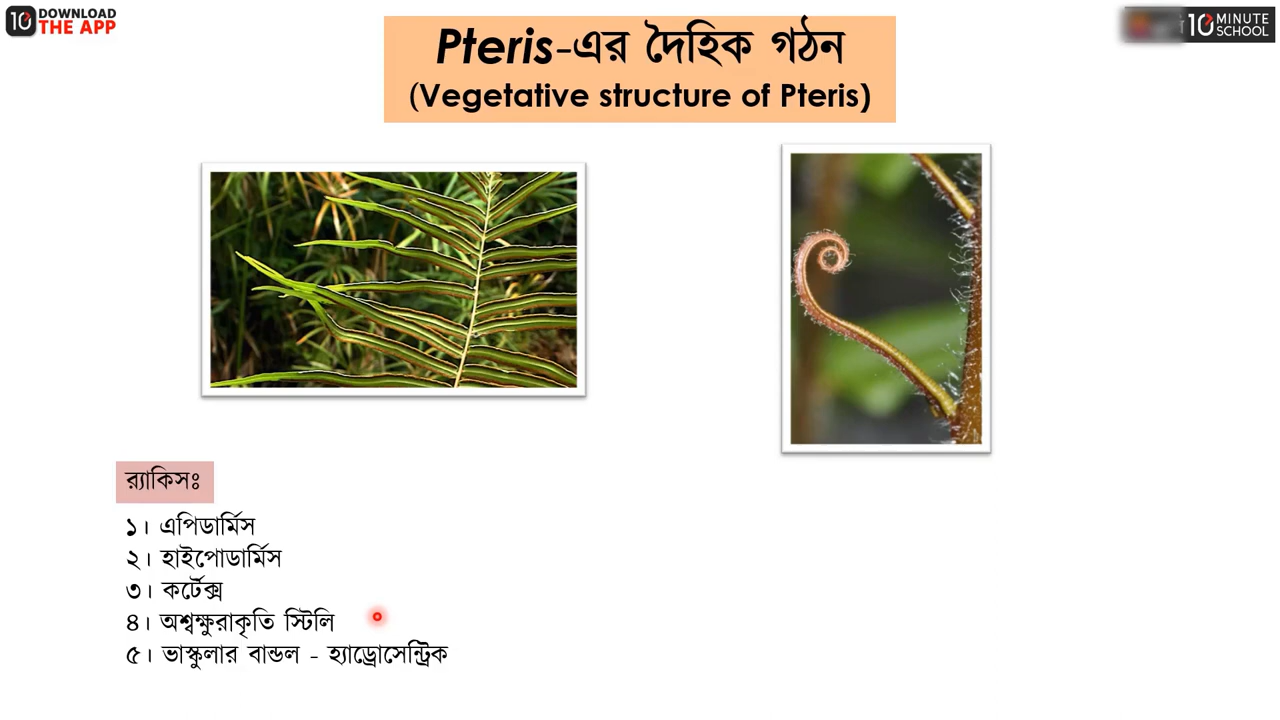 DOWNLOAD
THE APP
10 MINUTE
SCHOOL
Pteris-এর দৈহিক গঠন
(Vegetative structure of Pteris)
র‍্যাকিসঃ
১। এপিডার্মিস
২। হাইপোডার্মিস
৩। কর্টেক্স
৪। অশ্বক্ষুরাকৃতি স্টিলি
৫। ভাস্কুলার বান্ডল - হ্যাড্রোসেন্ট্রিক